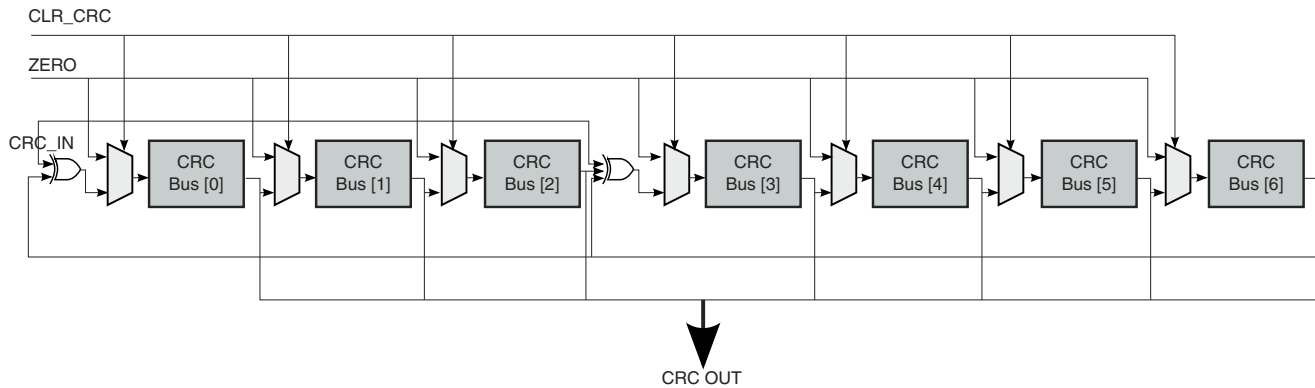 CLR_CRC
ZERO
CRC_IN
CRC
Bus [0]
CRC
Bus [1]
CRC
Bus [2]
CRC
Bus [3]
CRC
Bus [4]
CRC
Bus [5]
CRC
Bus [6]
CRC OUT